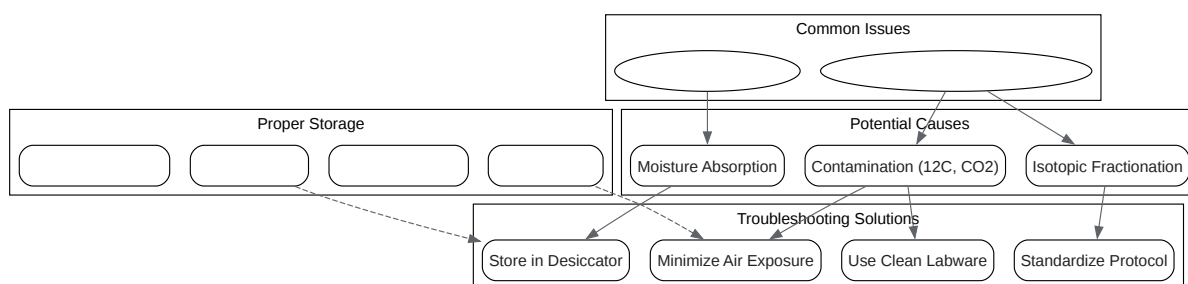 Common Issues
Proper Storage
Potential Causes
Moisture Absorption
Contamination (12C, CO2)
Isotopic Fractionation
Troubleshooting Solutions
Store in Desiccator
Minimize Air Exposure
Use Clean Labware
Standardize Protocol